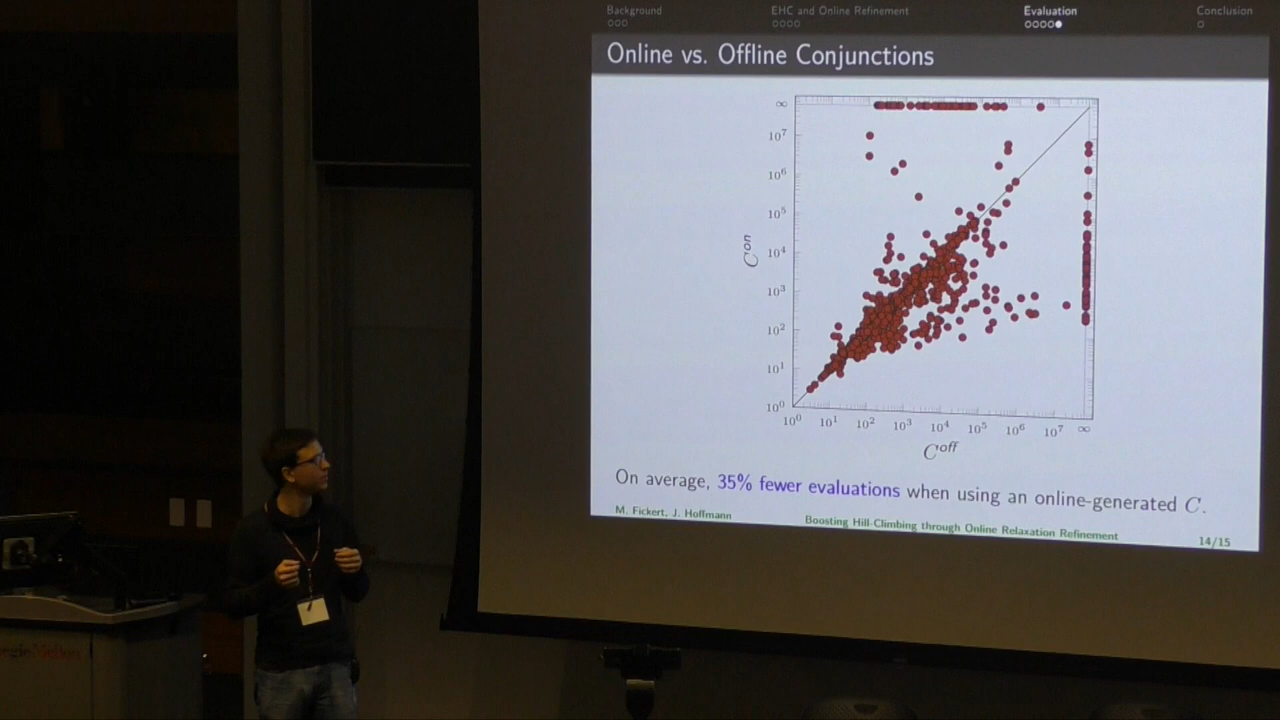 Background
EHC and Online Refinement
Evaluation
Conclusion
Online vs. Offline Conjunctions
∞
10⁷
10⁶
10⁵
10⁴
10³
10²
10¹
10⁰
C^on
10⁰ 10¹ 10² 10³ 10⁴ 10⁵ 10⁶ 10⁷ ∞
C^off
On average, 35% fewer evaluations when using an online-generated C.
M. Fickert, J. Hoffmann
Boosting Hill-Climbing through Online Relaxation Refinement
14/15